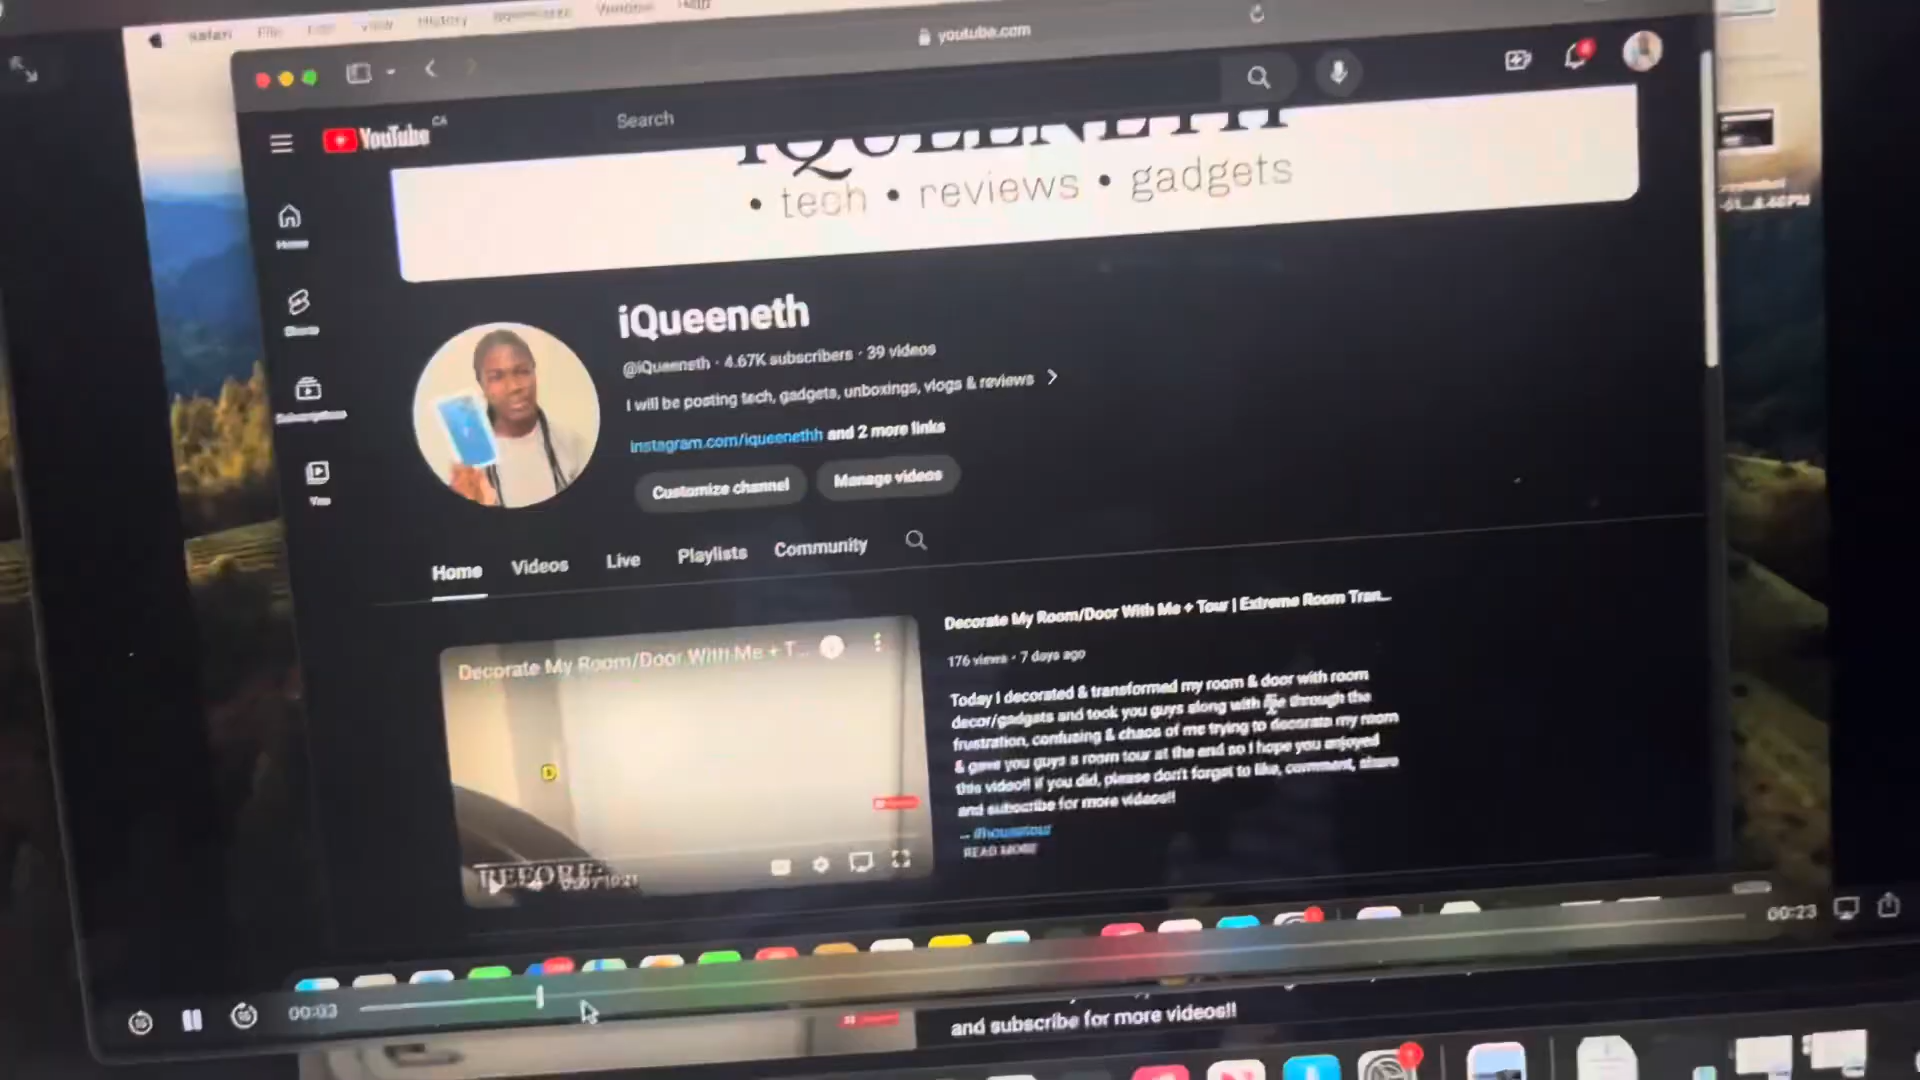 Safari File Edit View History Bookmarks Window Help
youtube.com
YouTube CA
Search
iQUEENETH
• tech • reviews • gadgets
Home
Shorts
Subscriptions
You
iQueeneth
@iQueeneth · 4.67K subscribers · 39 videos
I will be posting tech, gadgets, unboxings, vlogs & reviews
instagram.com/iqueenethh and 2 more links
Customize channel
Manage videos
Home Videos Live Playlists Community
Decorate My Room/Door With Me + T...
BEFORE
Decorate My Room/Door With Me + Tour | Extreme Room Tran...
176 views · 7 days ago
Today I decorated & transformed my room & door with room
decor/gadgets and took you guys along with me through the
frustration, confusing & chaos of me trying to decorate my room
& gave you guys a room tour at the end so I hope you enjoyed
this video!! if you did, please don't forget to like, comment, share
and subscribe for more videos!!
READ MORE
00:03
00:23
and subscribe for more videos!!